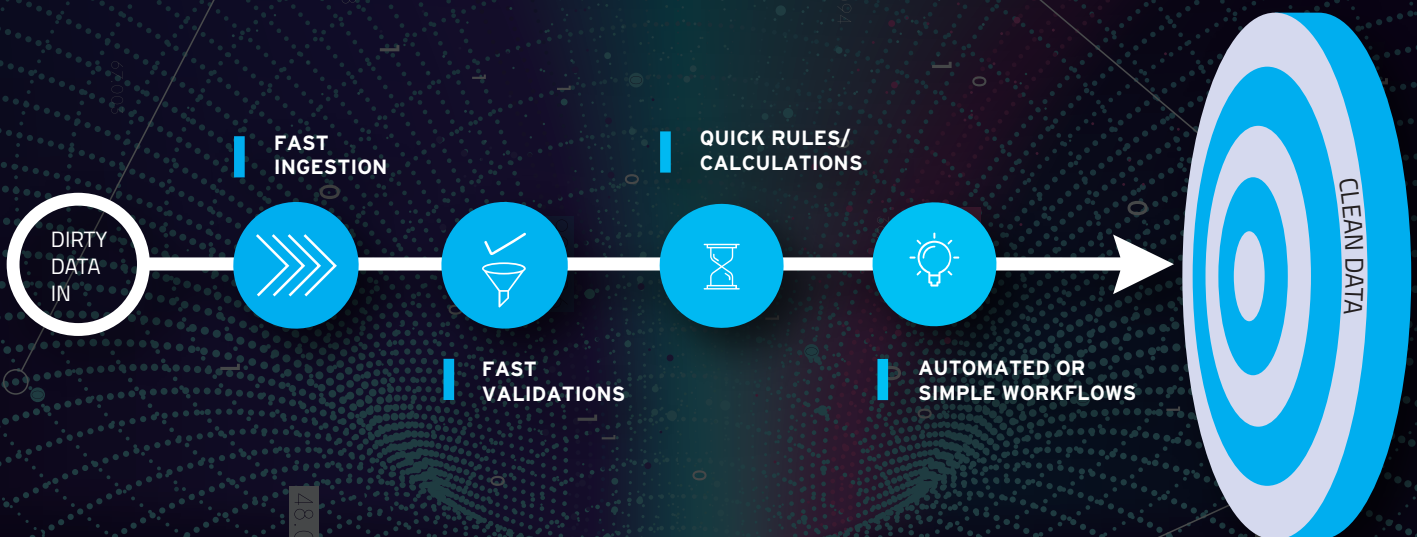 DIRTY
DATA
IN
FAST
INGESTION
FAST
VALIDATIONS
QUICK RULES/
CALCULATIONS
AUTOMATED OR
SIMPLE WORKFLOWS
CLEAN DATA